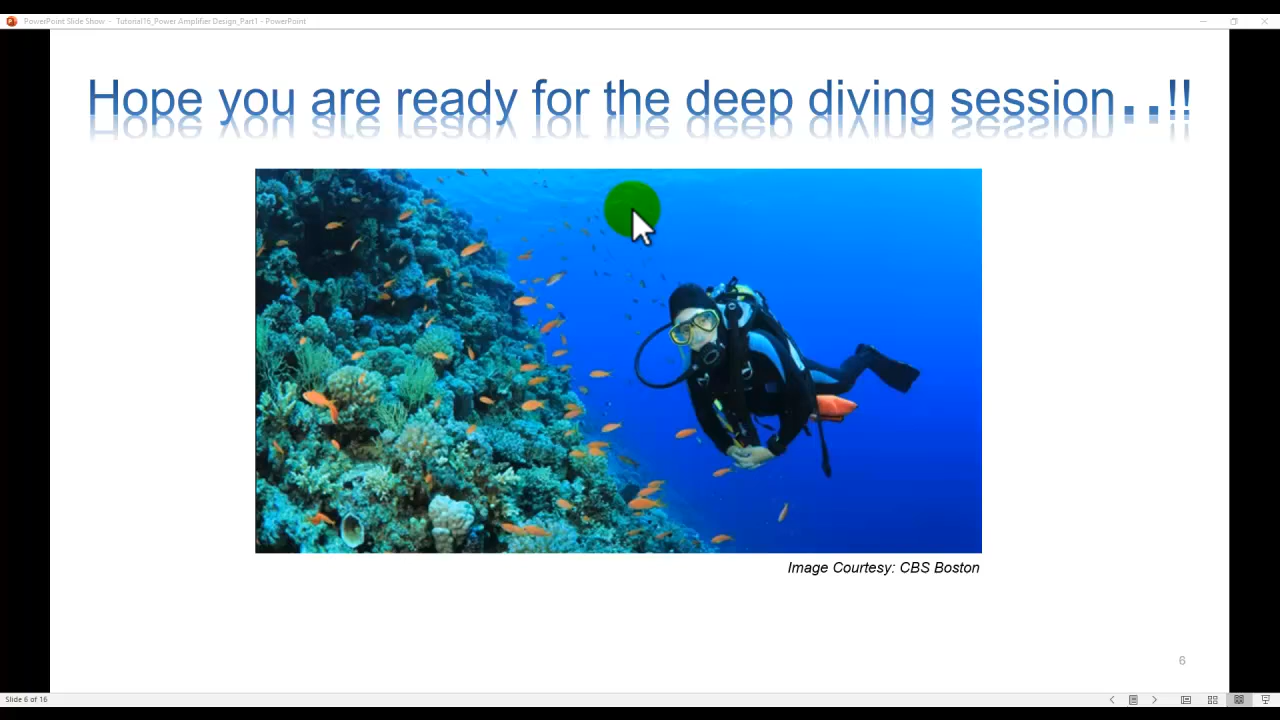 PowerPoint Slide Show - Tutorial16_Power Amplifier Design_Part1 - PowerPoint
Hope you are ready for the deep diving session..!!
Image Courtesy: CBS Boston
6
Slide 6 of 16